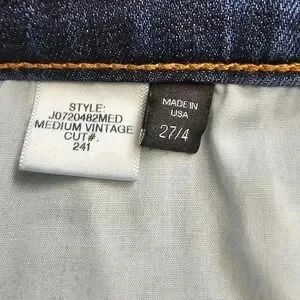 STYLE:
J0720482MED
MEDIUM VINTAGE
CUT#.
241
MADE IN
USA
27/4